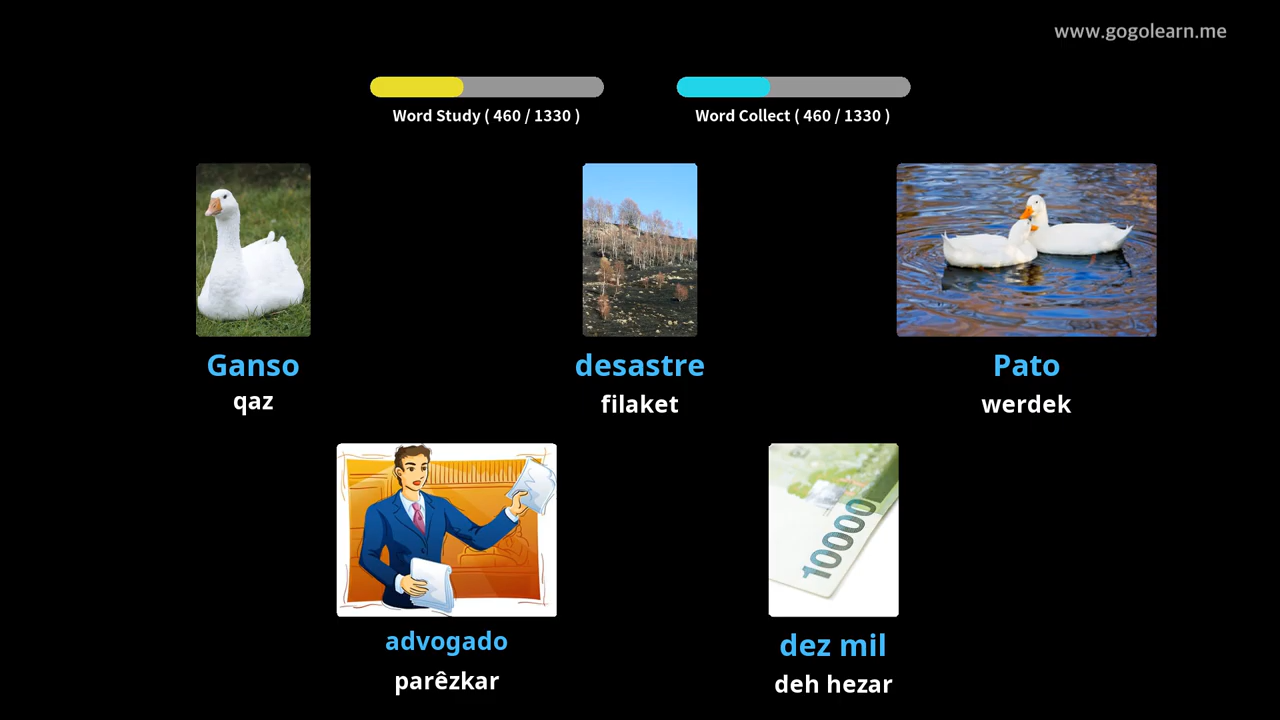 www.gogolearn.me
Word Study ( 460 / 1330 )
Word Collect ( 460 / 1330 )
Ganso
qaz
desastre
filaket
Pato
werdek
10000
advogado
parêzkar
dez mil
deh hezar